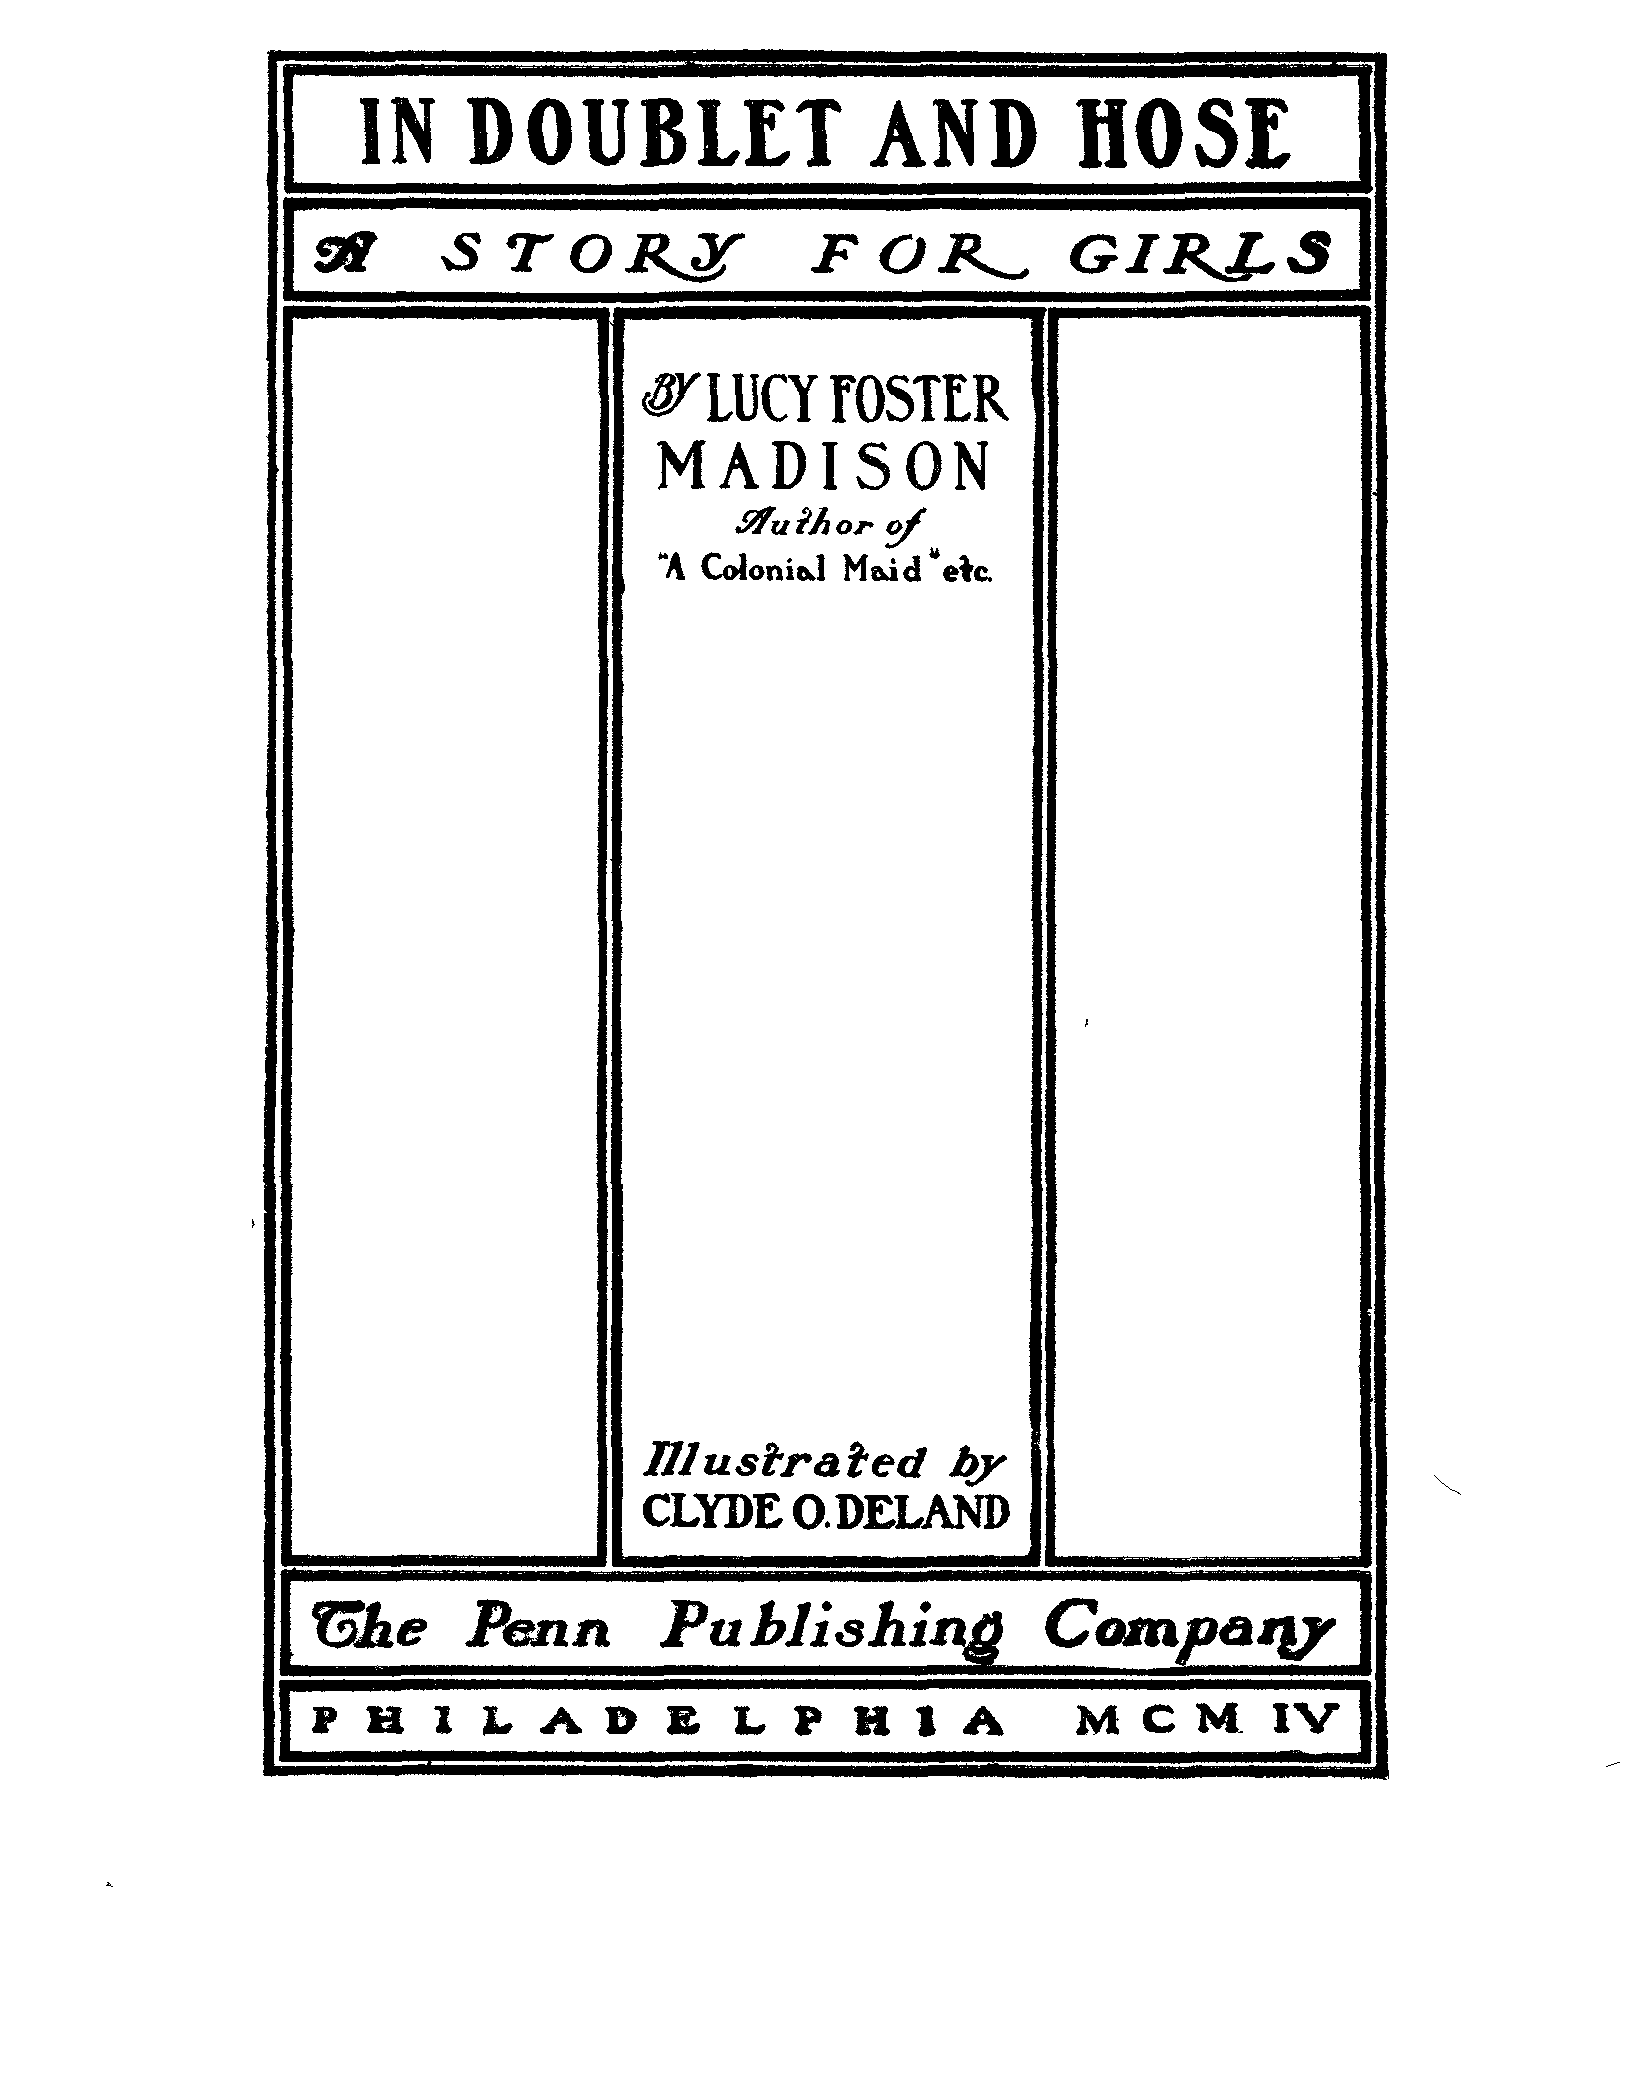 IN DOUBLET AND HOSE
A STORY FOR GIRLS
BY LUCY FOSTER
MADISON
Author of
"A Colonial Maid" etc.
Illustrated by
CLYDE O. DELAND
The Penn Publishing Company
PHILADELPHIA MCMIV